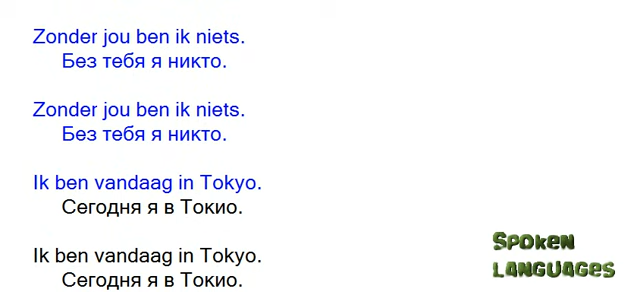 Zonder jou ben ik niets.
Без тебя я никто.
Zonder jou ben ik niets.
Без тебя я никто.
Ik ben vandaag in Tokyo.
Сегодня я в Токио.
Ik ben vandaag in Tokyo.
Сегодня я в Токио.
Spoken
Languages